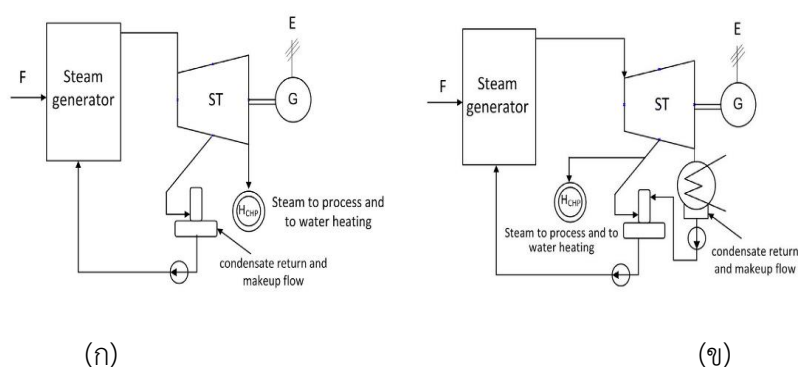 F
Steam
generator
ST
E
G
HCHP
Steam to process and
to water heating
condensate return and
makeup flow
(ก)
F
Steam
generator
ST
E
G
HCHP
Steam to process and to
water heating
condensate return
and makeup flow
(ข)